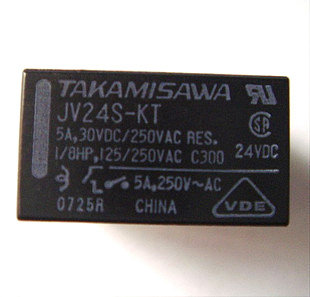 TAKAMISAWA
JV24S-KT
5A,30VDC/250VAC RES.
1/8HP,125/250VAC C300
24VDC
5A,250V~AC
0725R
CHINA
VDE